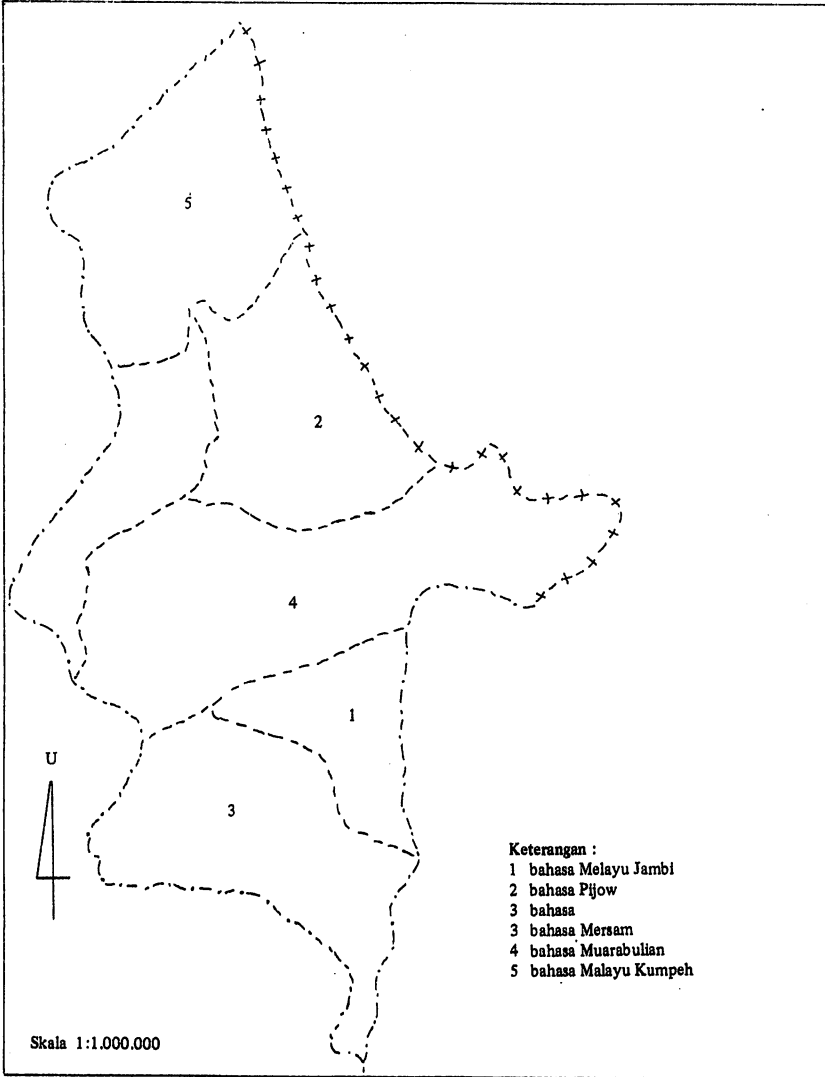 5
2
4
1
U
3
Keterangan :
1 bahasa Melayu Jambi
2 bahasa Pijow
3 bahasa
3 bahasa Mersam
4 bahasa Muarabulian
5 bahasa Malayu Kumpeh
Skala 1:1.000.000